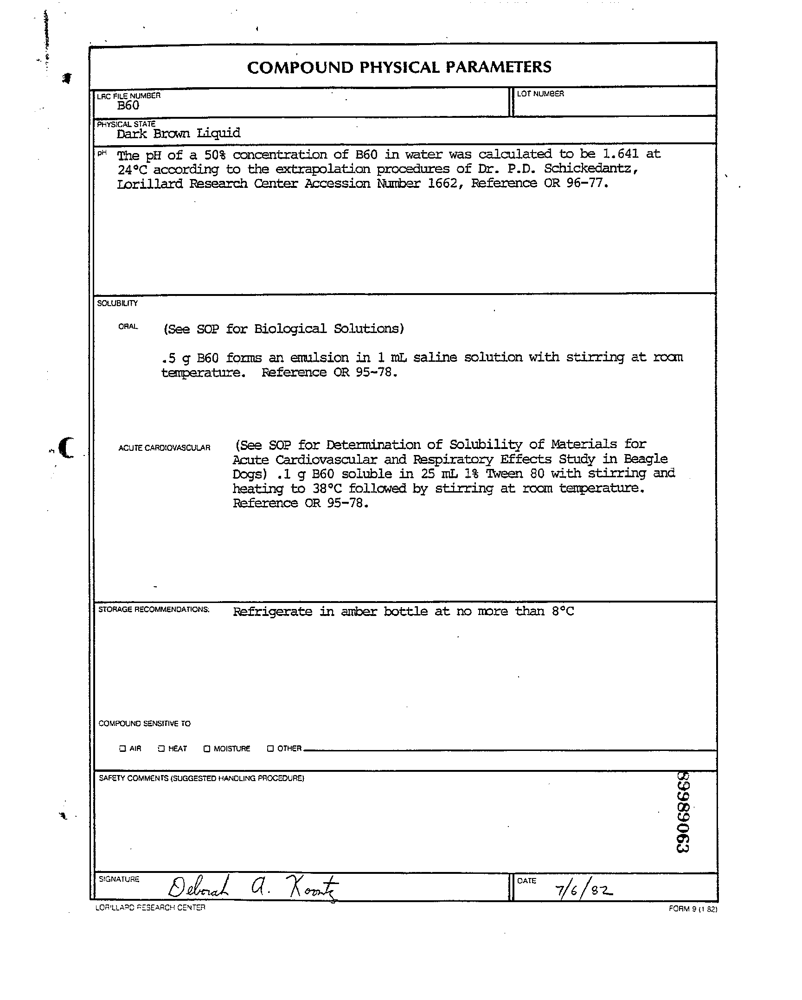 COMPOUND PHYSICAL PARAMETERS
LRC FILE NUMBER
B60
LOT NUMBER
PHYSICAL STATE
Dark Brown Liquid
pH The pH of a 50% concentration of B60 in water was calculated to be 1.641 at
24°C according to the extrapolation procedures of Dr. P.D. Schickedantz,
Lorillard Research Center Accession Number 1662, Reference OR 96-77.
SOLUBILITY
ORAL (See SOP for Biological Solutions)
.5 g B60 forms an emulsion in 1 mL saline solution with stirring at room
temperature. Reference OR 95-78.
ACUTE CARDIOVASCULAR (See SOP for Determination of Solubility of Materials for
Acute Cardiovascular and Respiratory Effects Study in Beagle
Dogs) .1 g B60 soluble in 25 mL 1% Tween 80 with stirring and
heating to 38°C followed by stirring at room temperature.
Reference OR 95-78.
STORAGE RECOMMENDATIONS: Refrigerate in amber bottle at no more than 8°C
COMPOUND SENSITIVE TO
☐ AIR ☐ HEAT ☐ MOISTURE ☐ OTHER
SAFETY COMMENTS (SUGGESTED HANDLING PROCEDURE)
89989063
SIGNATURE Deborah A. Koontz
DATE 7/6/82
LORILLARD RESEARCH CENTER
FORM 9 (1 82)